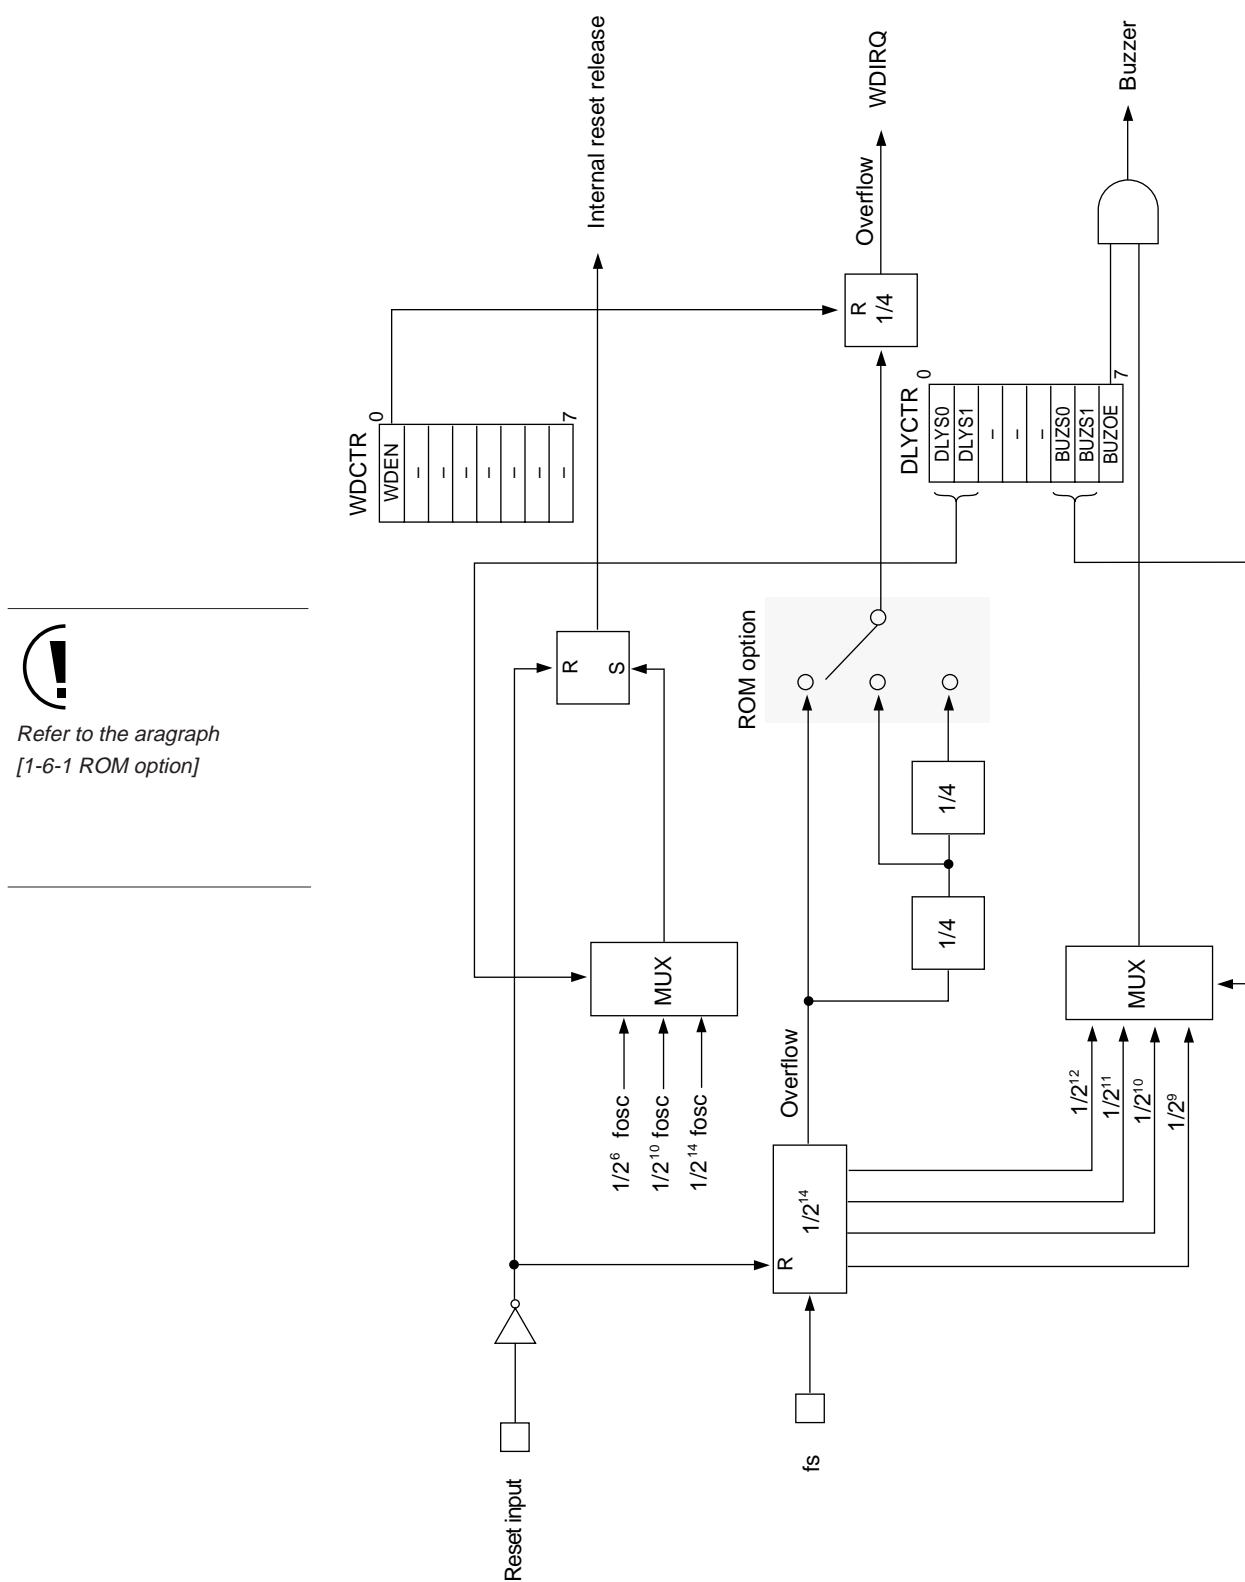 Refer to the aragraph
[1-6-1 ROM option]
Internal reset release
WDIRQ
Buzzer
Overflow
R
1/4
WDCTR
0
WDEN
–
–
–
–
–
–
–
7
DLYCTR
0
DLYS0
DLYS1
–
–
–
BUZS0
BUZS1
BUZOE
7
ROM option
R
S
1/4
1/4
MUX
MUX
1/2⁶ fosc
1/2¹⁰ fosc
1/2¹⁴ fosc
Overflow
1/2¹²
1/2¹¹
1/2¹⁰
1/2⁹
R
1/2¹⁴
Reset input
fs